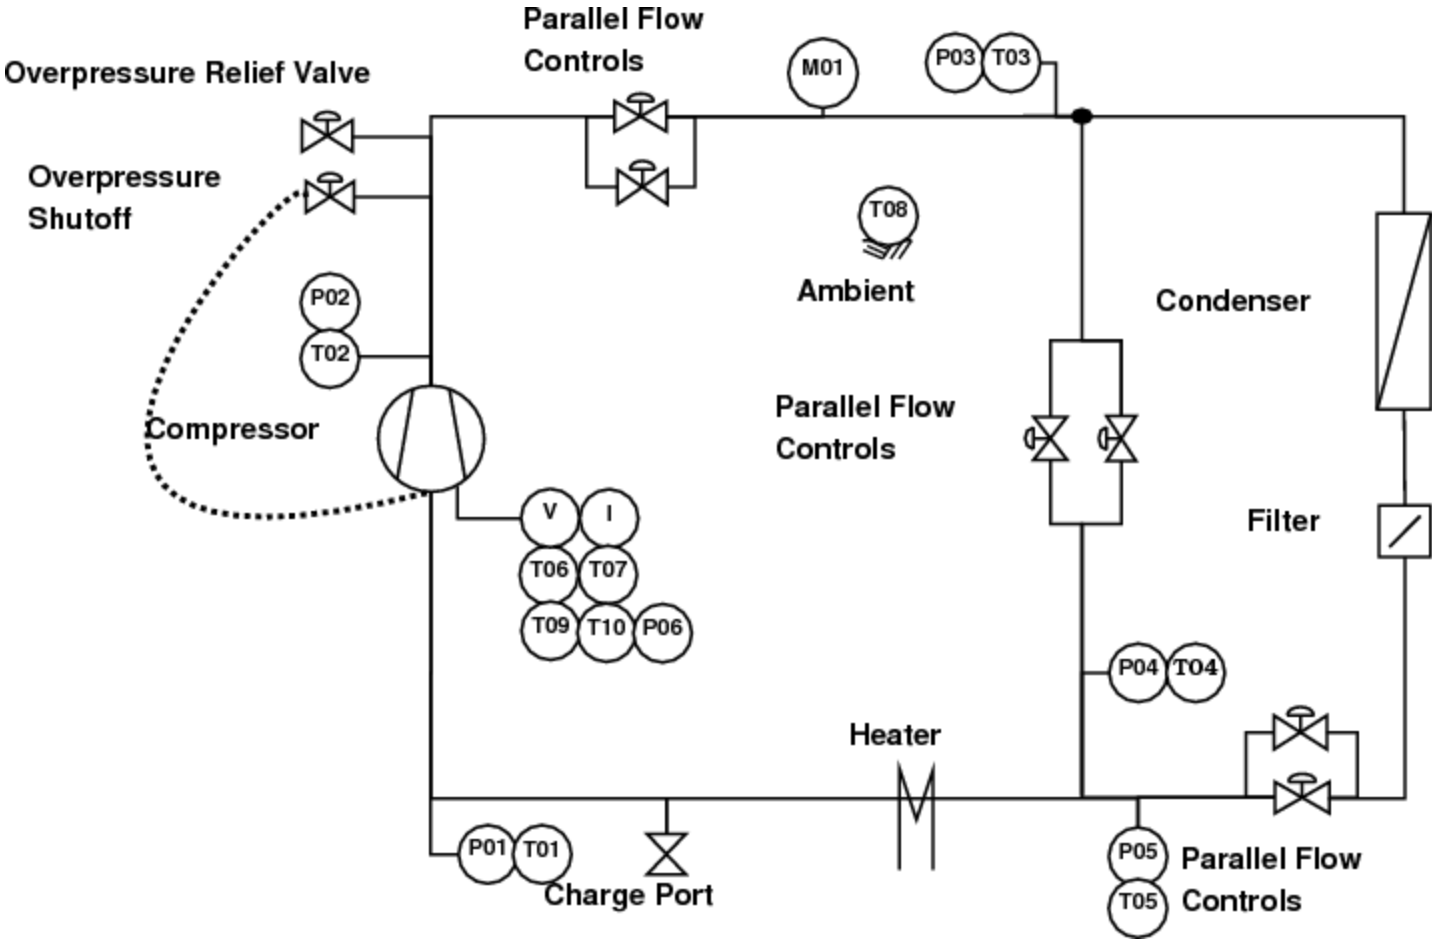 Parallel Flow
Controls
Overpressure Relief Valve
M01
P03 T03
Overpressure
Shutoff
T08
Ambient
P02
T02
Condenser
Compressor
Parallel Flow
Controls
V I
Filter
T06 T07
T09 T10 P06
P04 T04
Heater
P01 T01
Charge Port
P05
T05
Parallel Flow
Controls